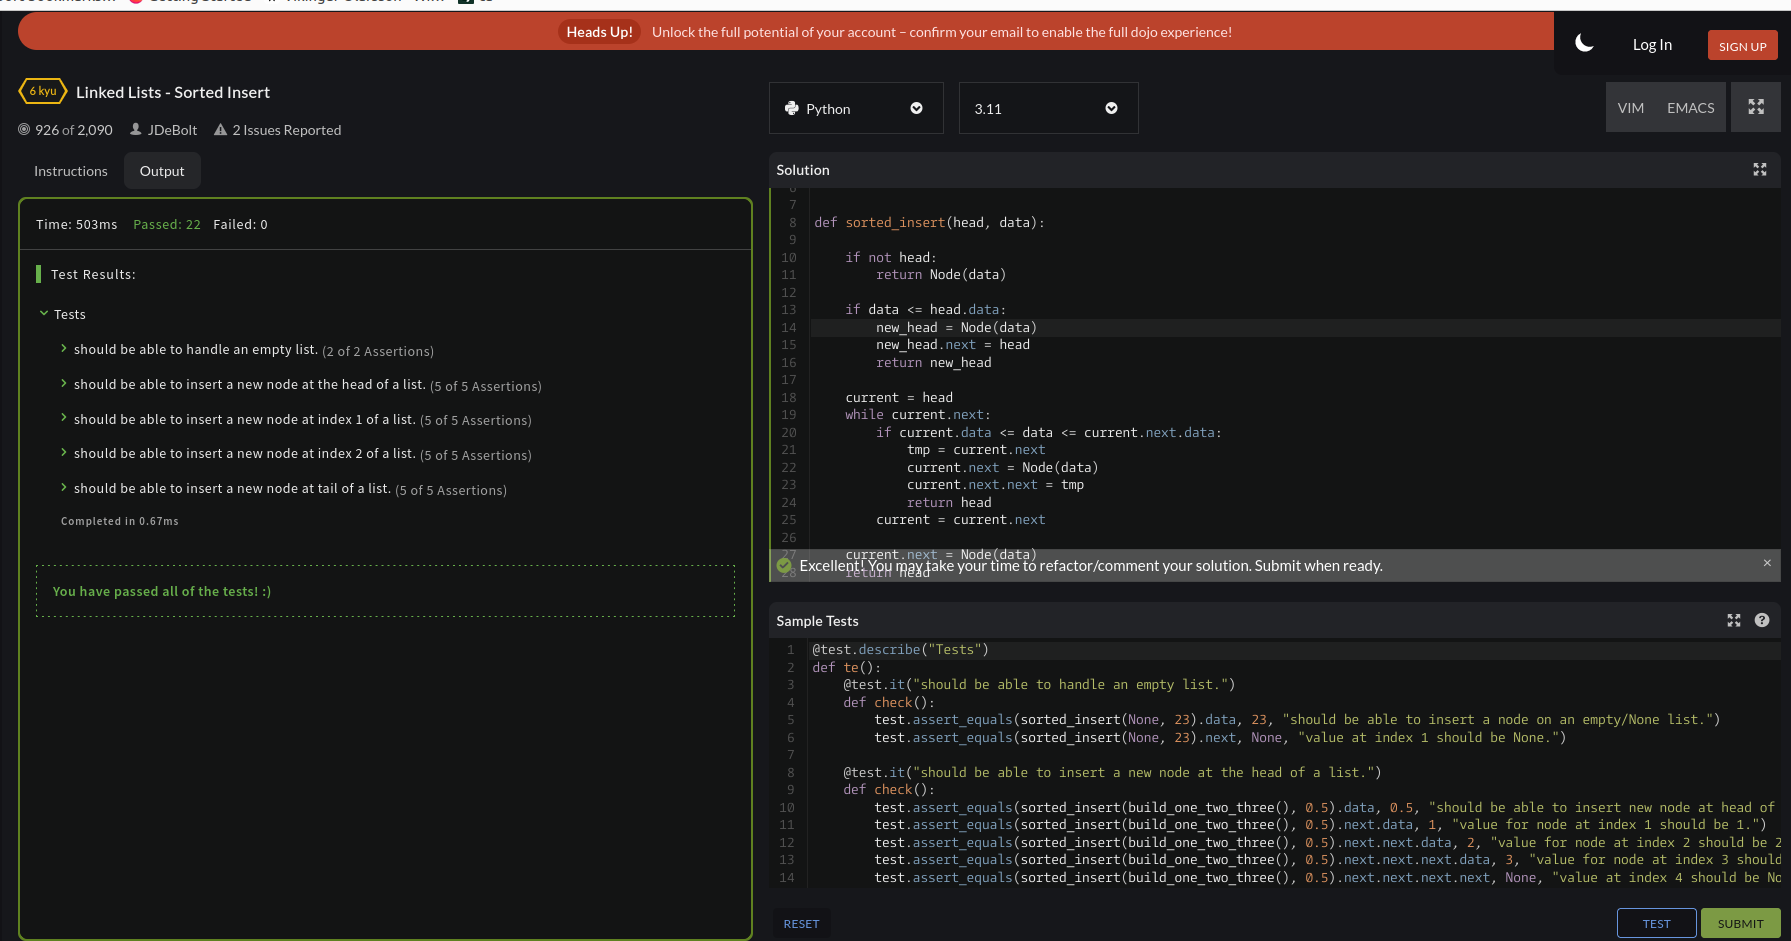 Heads Up! Unlock the full potential of your account – confirm your email to enable the full dojo experience!
Log In
SIGN UP
6 kyu Linked Lists - Sorted Insert
926 of 2,090 JDeBolt 2 Issues Reported
Instructions Output
Time: 503ms Passed: 22 Failed: 0
Test Results:
Tests
should be able to handle an empty list. (2 of 2 Assertions)
should be able to insert a new node at the head of a list. (5 of 5 Assertions)
should be able to insert a new node at index 1 of a list. (5 of 5 Assertions)
should be able to insert a new node at index 2 of a list. (5 of 5 Assertions)
should be able to insert a new node at tail of a list. (5 of 5 Assertions)
Completed in 0.67ms
You have passed all of the tests! :)
Python 3.11 VIM EMACS
Solution
6
7
8 def sorted_insert(head, data):
9
10 if not head:
11 return Node(data)
12
13 if data <= head.data:
14 new_head = Node(data)
15 new_head.next = head
16 return new_head
17
18 current = head
19 while current.next:
20 if current.data <= data <= current.next.data:
21 tmp = current.next
22 current.next = Node(data)
23 current.next.next = tmp
24 return head
25 current = current.next
26
27 current.next = Node(data)
Excellent! You may take your time to refactor/comment your solution. Submit when ready. ×
28 return head
Sample Tests
1 @test.describe("Tests")
2 def te():
3 @test.it("should be able to handle an empty list.")
4 def check():
5 test.assert_equals(sorted_insert(None, 23).data, 23, "should be able to insert a node on an empty/None list.")
6 test.assert_equals(sorted_insert(None, 23).next, None, "value at index 1 should be None.")
7
8 @test.it("should be able to insert a new node at the head of a list.")
9 def check():
10 test.assert_equals(sorted_insert(build_one_two_three(), 0.5).data, 0.5, "should be able to insert new node at head of
11 test.assert_equals(sorted_insert(build_one_two_three(), 0.5).next.data, 1, "value for node at index 1 should be 1.")
12 test.assert_equals(sorted_insert(build_one_two_three(), 0.5).next.next.data, 2, "value for node at index 2 should be 2
13 test.assert_equals(sorted_insert(build_one_two_three(), 0.5).next.next.next.data, 3, "value for node at index 3 should
14 test.assert_equals(sorted_insert(build_one_two_three(), 0.5).next.next.next.next, None, "value at index 4 should be No
RESET TEST SUBMIT